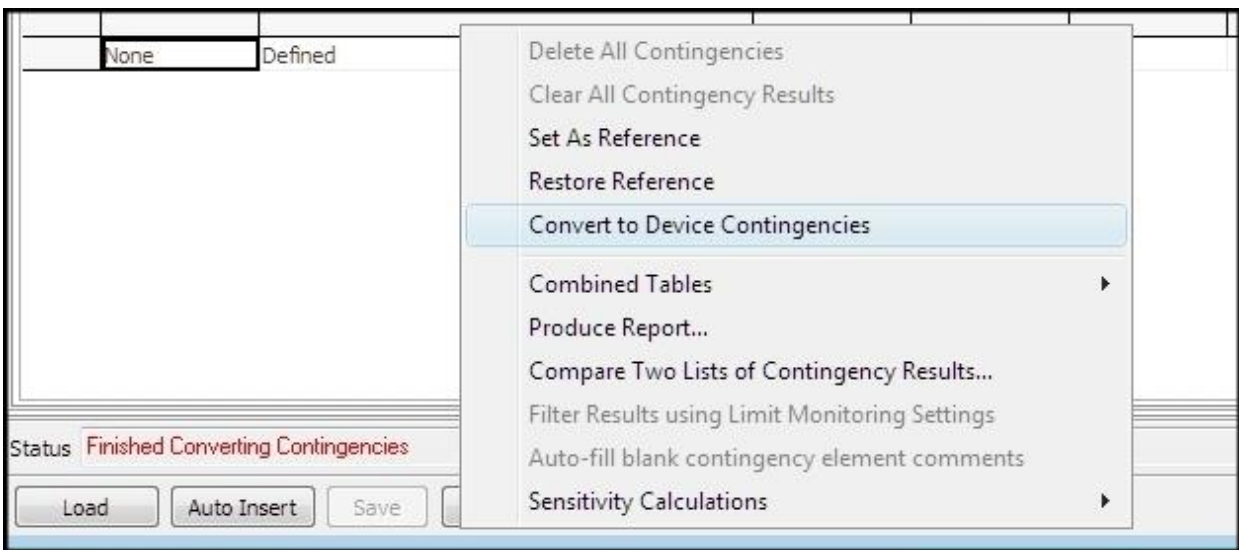 None Defined
Delete All Contingencies
Clear All Contingency Results
Set As Reference
Restore Reference
Convert to Device Contingencies
Combined Tables
Produce Report...
Compare Two Lists of Contingency Results...
Filter Results using Limit Monitoring Settings
Auto-fill blank contingency element comments
Sensitivity Calculations
Status Finished Converting Contingencies
Load Auto Insert Save